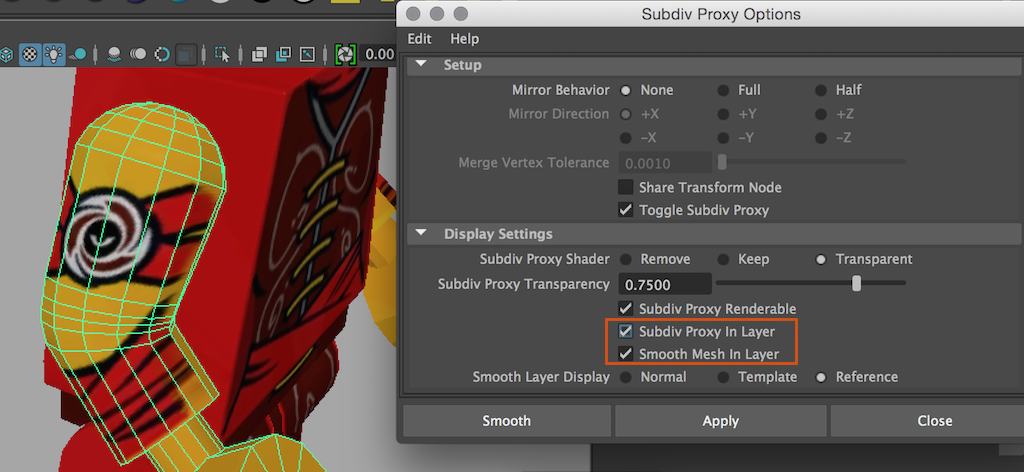 Subdiv Proxy Options
Edit Help
0.00
Setup
Mirror Behavior None Full Half
Mirror Direction +X +Y +Z
-X -Y -Z
Merge Vertex Tolerance 0.0010
Share Transform Node
Toggle Subdiv Proxy
Display Settings
Subdiv Proxy Shader Remove Keep Transparent
Subdiv Proxy Transparency 0.7500
Subdiv Proxy Renderable
Subdiv Proxy In Layer
Smooth Mesh In Layer
Smooth Layer Display Normal Template Reference
Smooth Apply Close